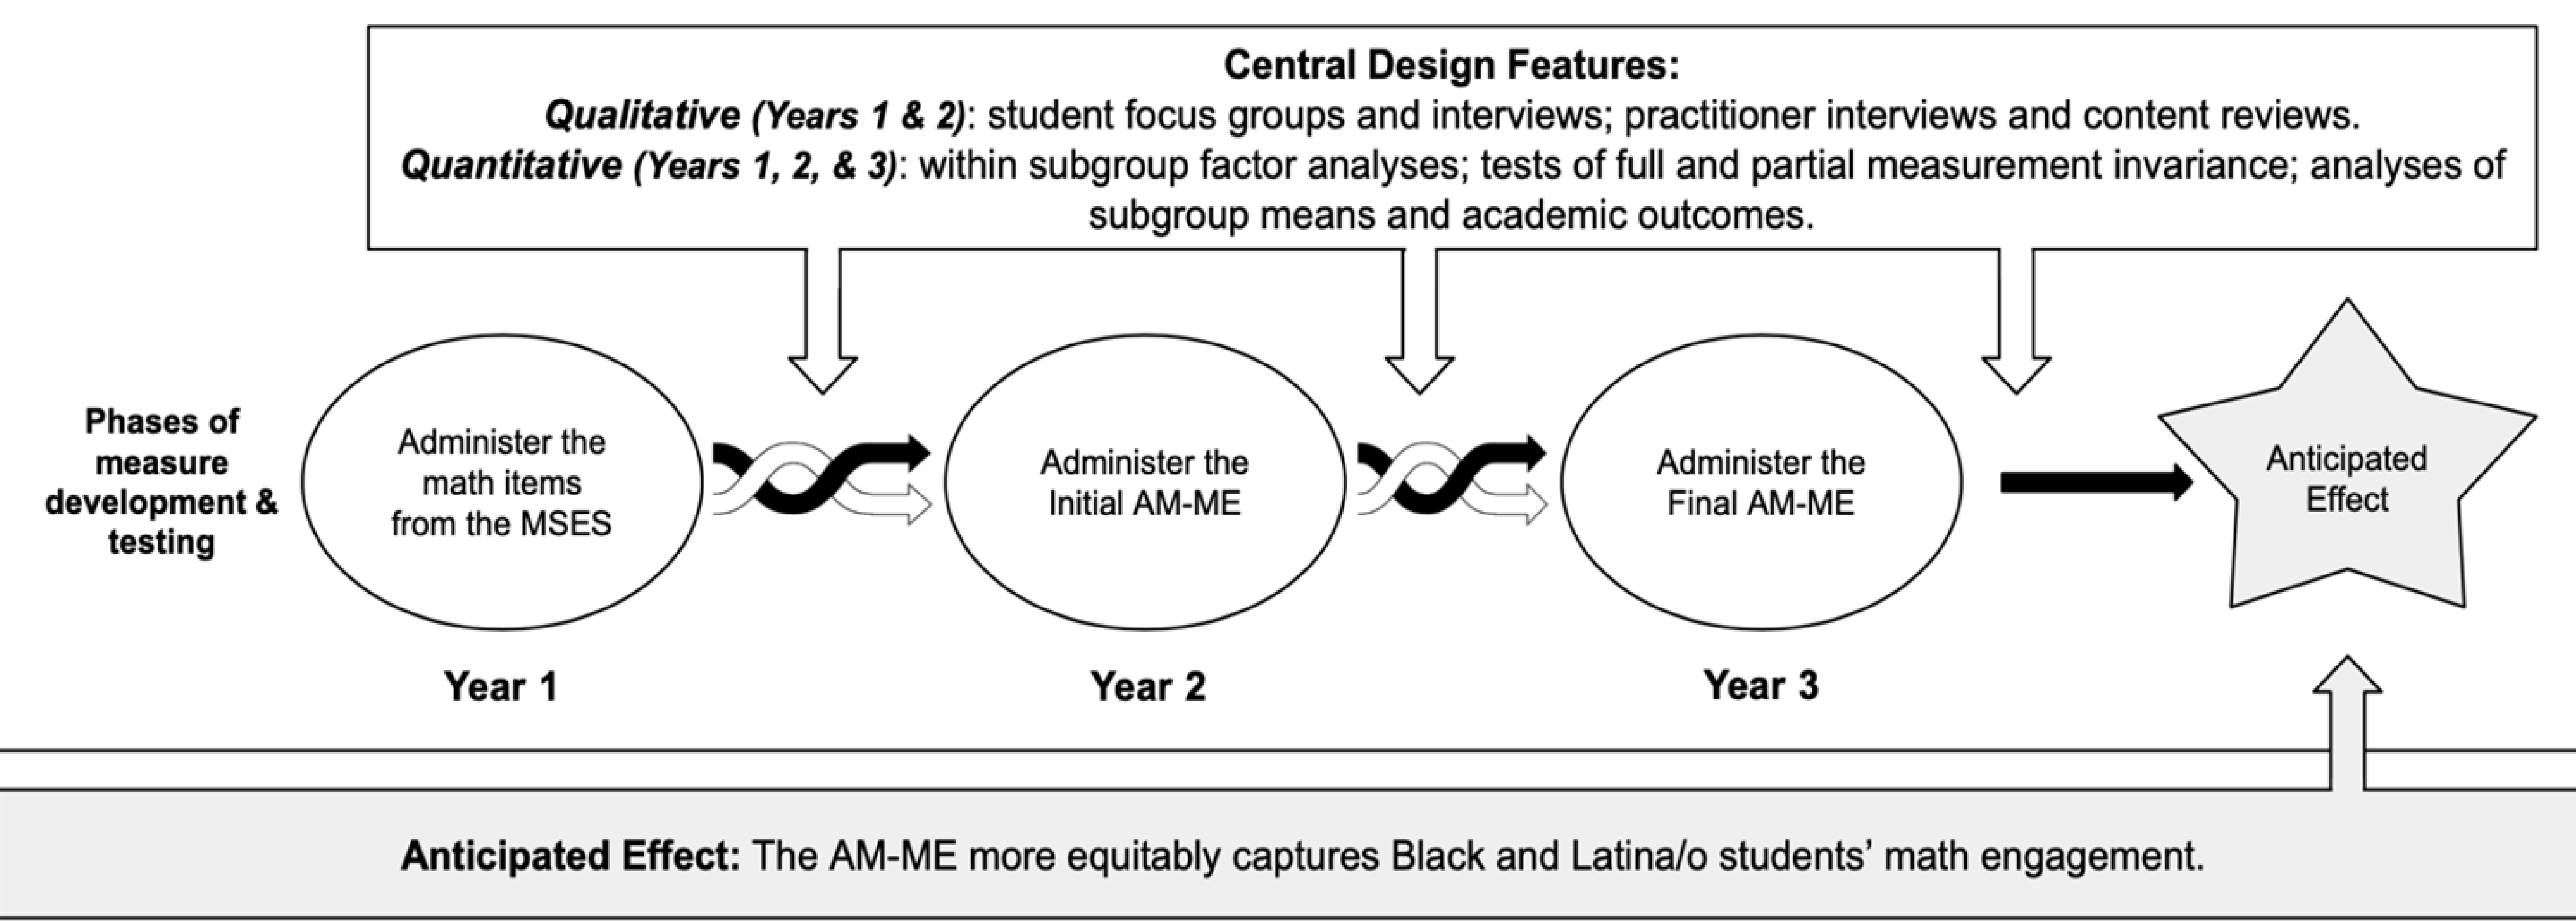 Central Design Features:
Qualitative (Years 1 & 2): student focus groups and interviews; practitioner interviews and content reviews.
Quantitative (Years 1, 2, & 3): within subgroup factor analyses; tests of full and partial measurement invariance; analyses of
subgroup means and academic outcomes.
Phases of
measure
development &
testing
Administer the
math items
from the MSES
Administer the
Initial AM-ME
Administer the
Final AM-ME
Anticipated
Effect
Year 1
Year 2
Year 3
Anticipated Effect: The AM-ME more equitably captures Black and Latina/o students’ math engagement.